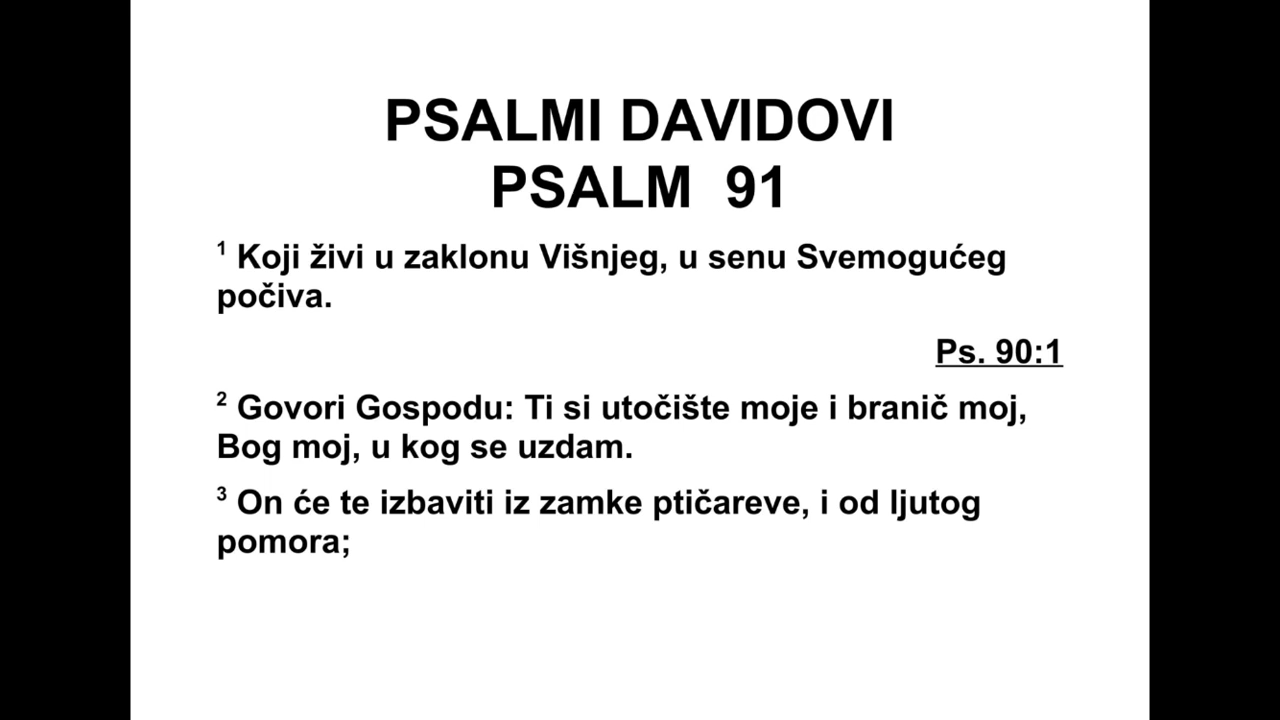 PSALMI DAVIDOVI
PSALM 91
1 Koji živi u zaklonu Višnjeg, u senu Svemogućeg
počiva.
Ps. 90:1
2 Govori Gospodu: Ti si utočište moje i branič moj,
Bog moj, u kog se uzdam.
3 On će te izbaviti iz zamke ptičareve, i od ljutog
pomora;